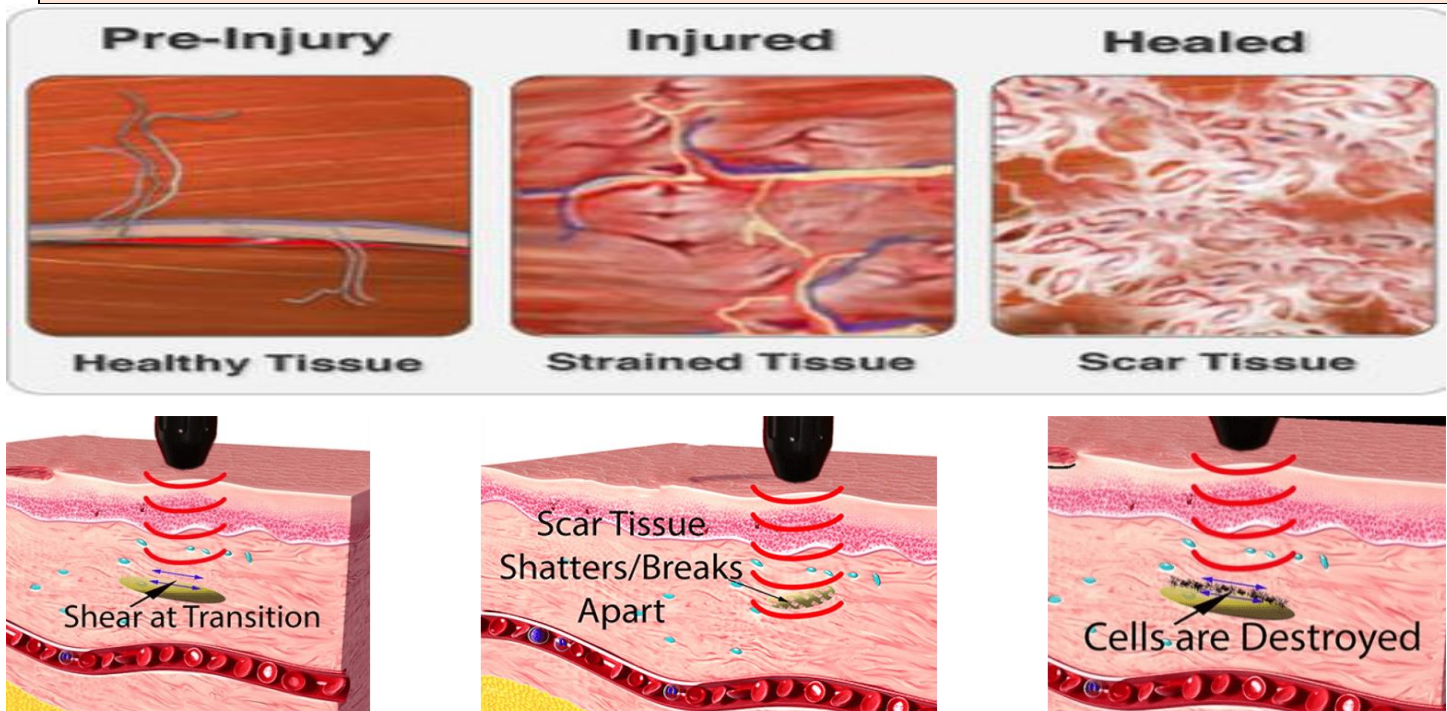 Pre-Injury
Injured
Healed
Healthy Tissue
Strained Tissue
Scar Tissue
Shear at Transition
Scar Tissue
Shatters/Breaks
Apart
Cells are Destroyed